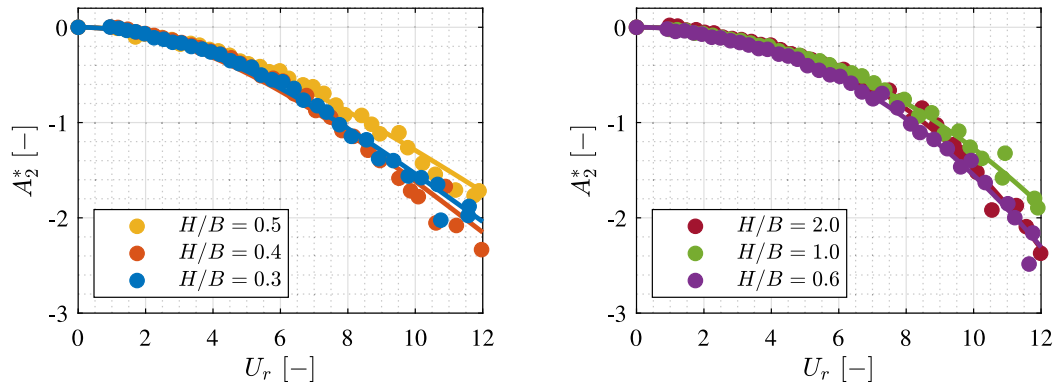 0
-1
-2
-3
A₂* [−]
H/B = 0.5
H/B = 0.4
H/B = 0.3
0 2 4 6 8 10 12
U_r [−]
0
-1
-2
-3
A₂* [−]
H/B = 2.0
H/B = 1.0
H/B = 0.6
0 2 4 6 8 10 12
U_r [−]